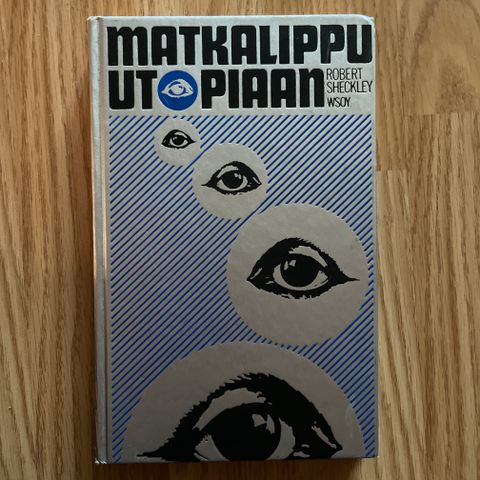 MATKALIPPU
UTOPIAAN
ROBERT
SHECKLEY
WSOY